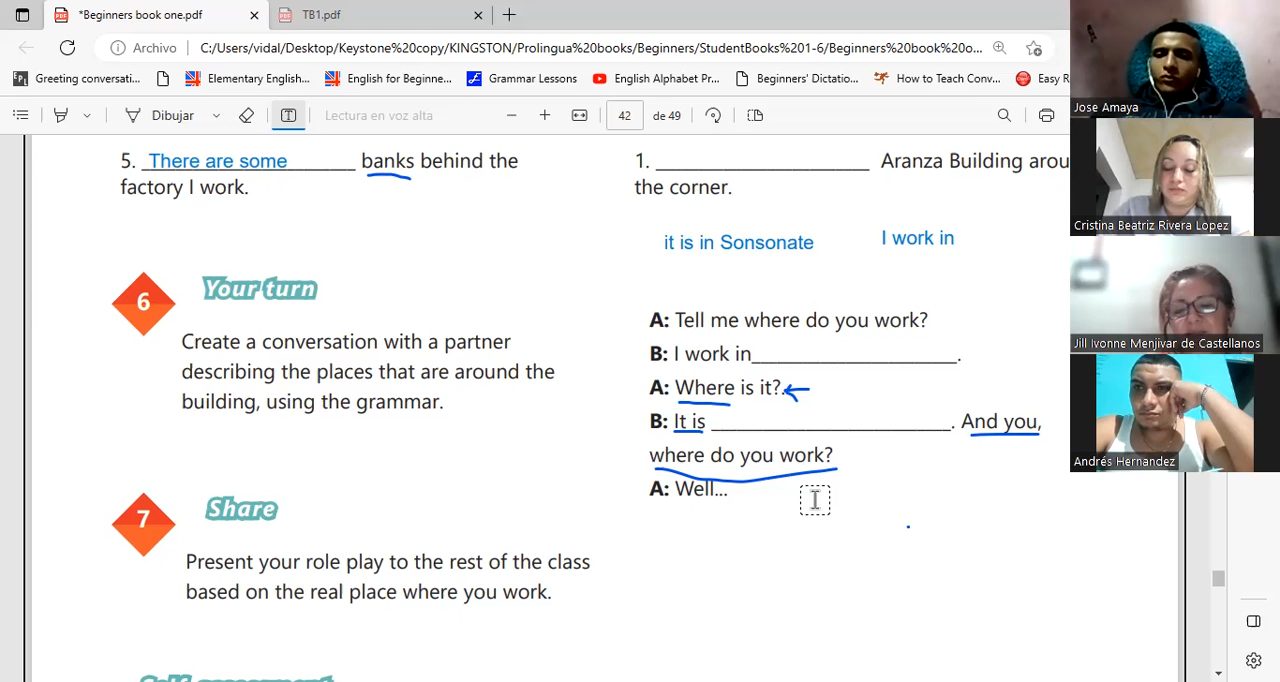 *Beginners book one.pdf
TB1.pdf
Archivo
C:/Users/vidal/Desktop/Keystone%20copy/KINGSTON/Prolingua%20books/Beginners/StudentBooks%201-6/Beginners%20book%20o...
Greeting conversati...
Elementary English...
English for Beginne...
Grammar Lessons
English Alphabet Pr...
Beginners' Dictatio...
How to Teach Conv...
Easy R
Dibujar
Lectura en voz alta
42
de 49
5. There are some banks behind the
factory I work.
6
Your turn
Create a conversation with a partner
describing the places that are around the
building, using the grammar.
7
Share
Present your role play to the rest of the class
based on the real place where you work.
Self-assessment
1. ____________________ Aranza Building arou
the corner.
it is in Sonsonate
I work in
A: Tell me where do you work?
B: I work in____________________.
A: Where is it?.
B: It is _______________________. And you,
where do you work?
A: Well...
Jose Amaya
Cristina Beatriz Rivera Lopez
Jill Ivonne Menjivar de Castellanos
Andrés Hernandez